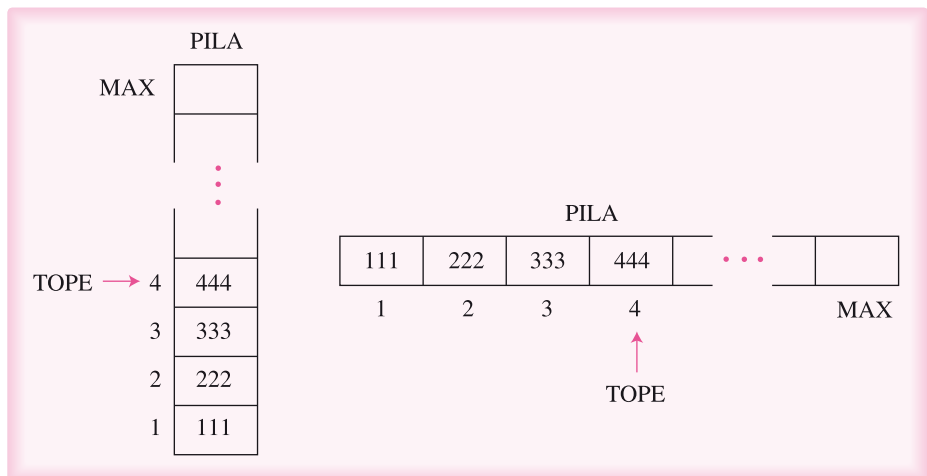 PILA
MAX
TOPE 4 444
3 333
2 222
1 111
PILA
111 222 333 444
1 2 3 4 MAX
TOPE